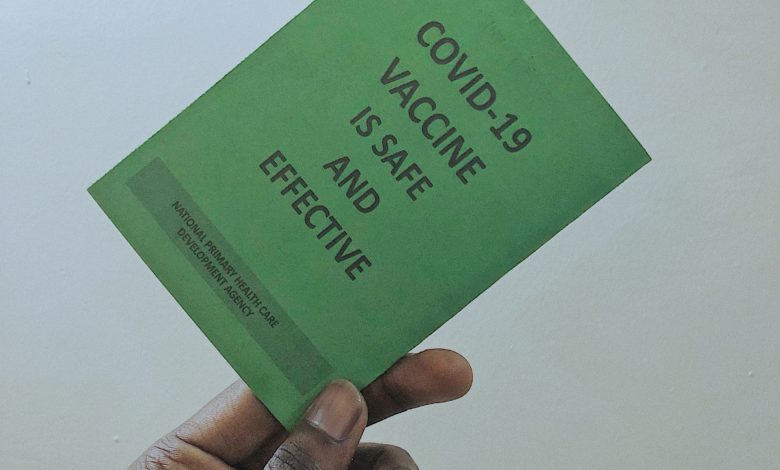 COVID-19
VACCINE
IS SAFE
AND
EFFECTIVE
NATIONAL PRIMARY HEALTH CARE
DEVELOPMENT AGENCY